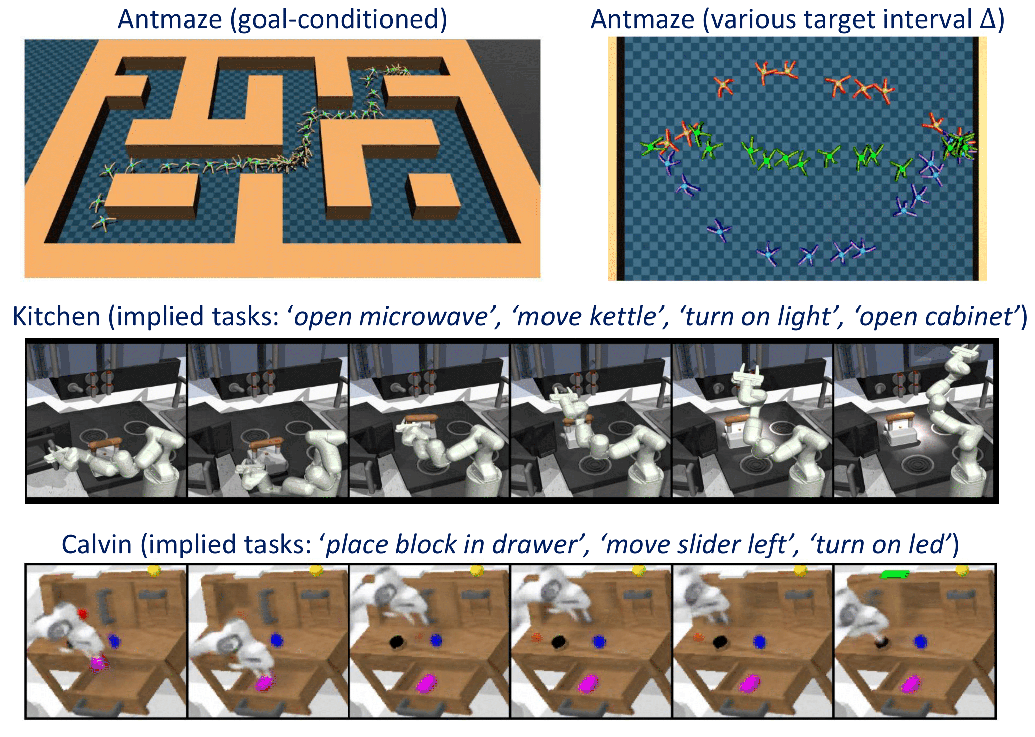 Antmaze (goal-conditioned)
Antmaze (various target interval Δ)
Kitchen (implied tasks: ‘open microwave’, ‘move kettle’, ‘turn on light’, ‘open cabinet’)
Calvin (implied tasks: ‘place block in drawer’, ‘move slider left’, ‘turn on led’)